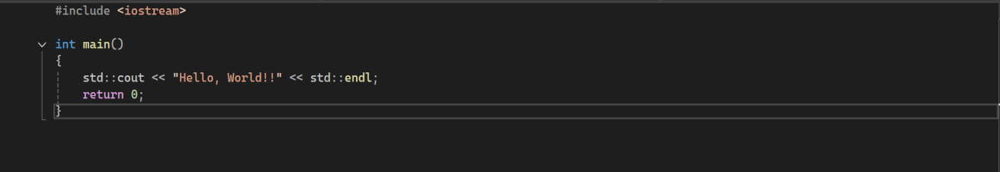 #include <iostream>
int main()
{
std::cout << "Hello, World!!" << std::endl;
return 0;
}